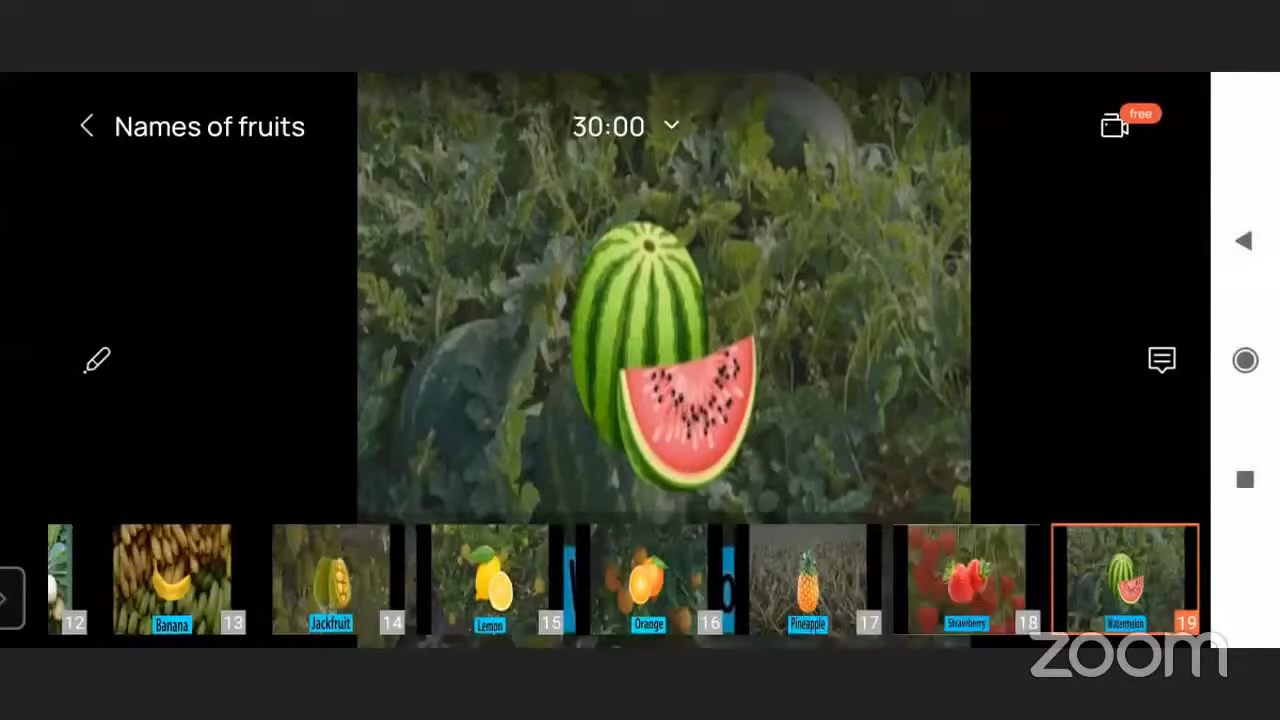 Names of fruits
30:00
free
12
Banana
13
Jackfruit
14
Lemon
15
Orange
16
Pineapple
17
Strawberry
18
Watermelon
19
zoom